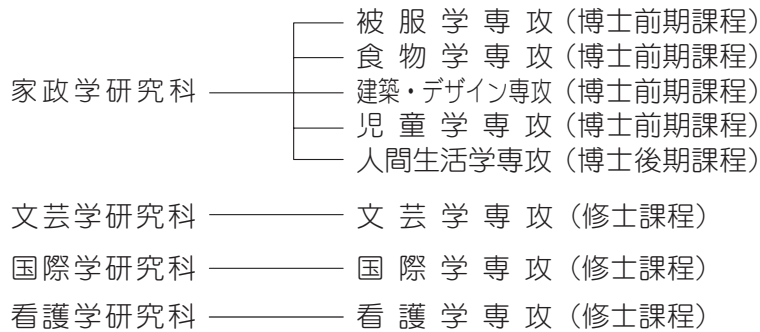 被服学専攻（博士前期課程）
食物学専攻（博士前期課程）
家政学研究科 建築・デザイン専攻（博士前期課程）
児童学専攻（博士前期課程）
人間生活学専攻（博士後期課程）
文芸学研究科 文芸学専攻（修士課程）
国際学研究科 国際学専攻（修士課程）
看護学研究科 看護学専攻（修士課程）